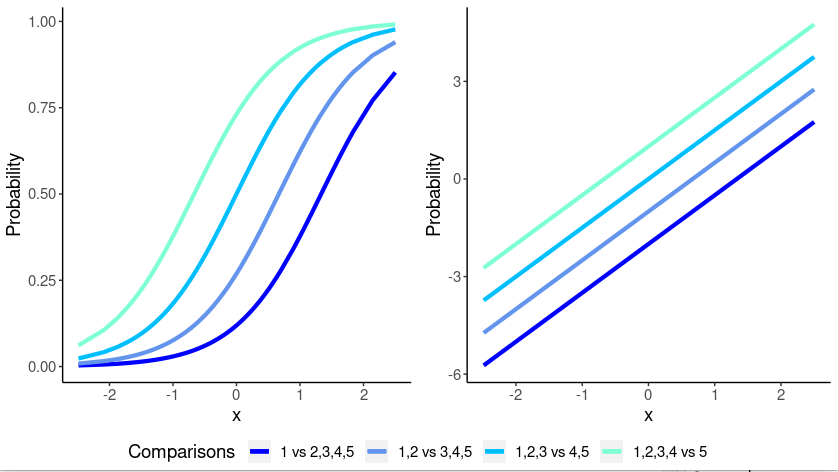 1.00
0.75
0.50
0.25
0.00
Probability
-2 -1 0 1 2
x
3
0
-3
-6
Probability
-2 -1 0 1 2
x
Comparisons 1 vs 2,3,4,5 1,2 vs 3,4,5 1,2,3 vs 4,5 1,2,3,4 vs 5